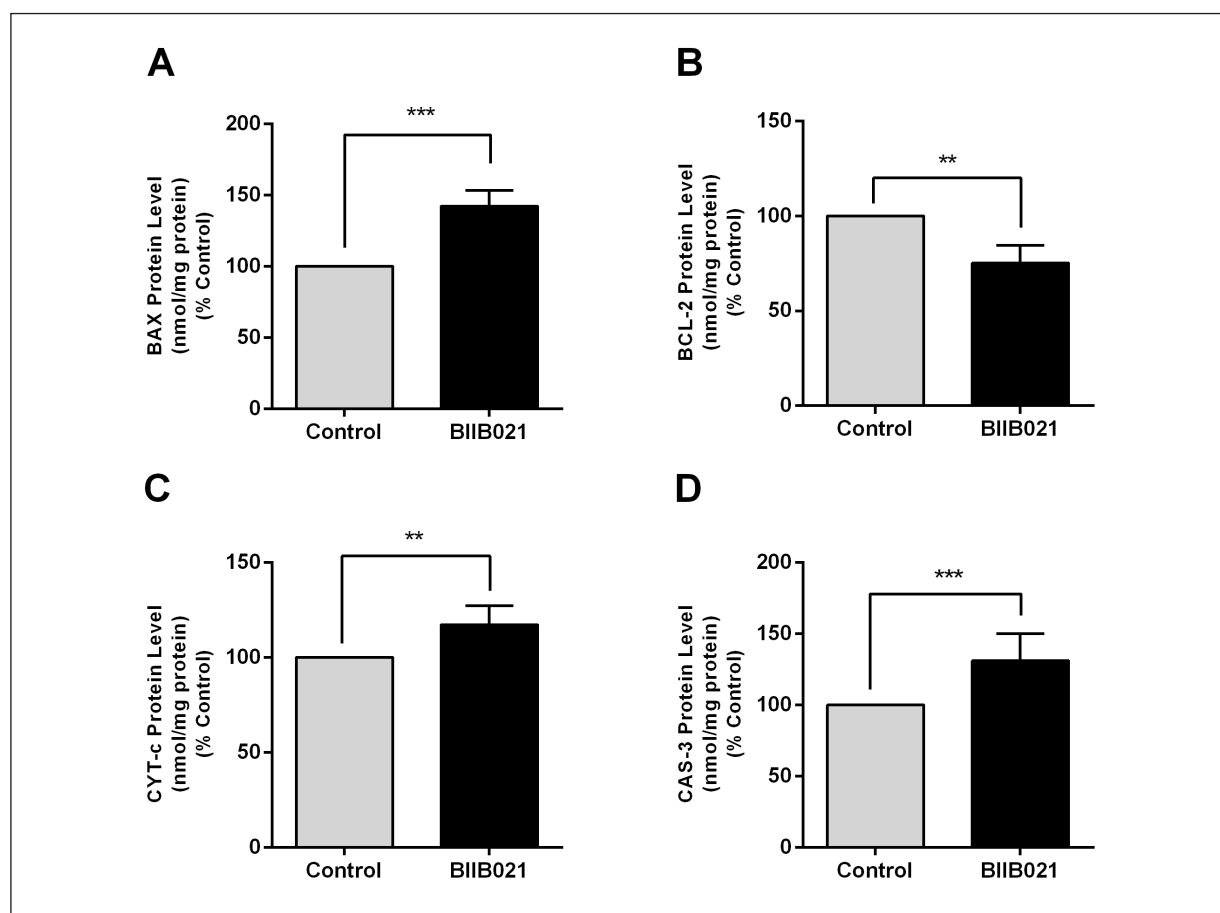 A
***
BAX Protein Level
(nmol/mg protein)
(% Control)
200
150
100
50
0
Control BIIB021
B
**
BCL-2 Protein Level
(nmol/mg protein)
(% Control)
150
100
50
0
Control BIIB021
C
**
CYT-c Protein Level
(nmol/mg protein)
(% Control)
150
100
50
0
Control BIIB021
D
***
CAS-3 Protein Level
(nmol/mg protein)
(% Control)
200
150
100
50
0
Control BIIB021